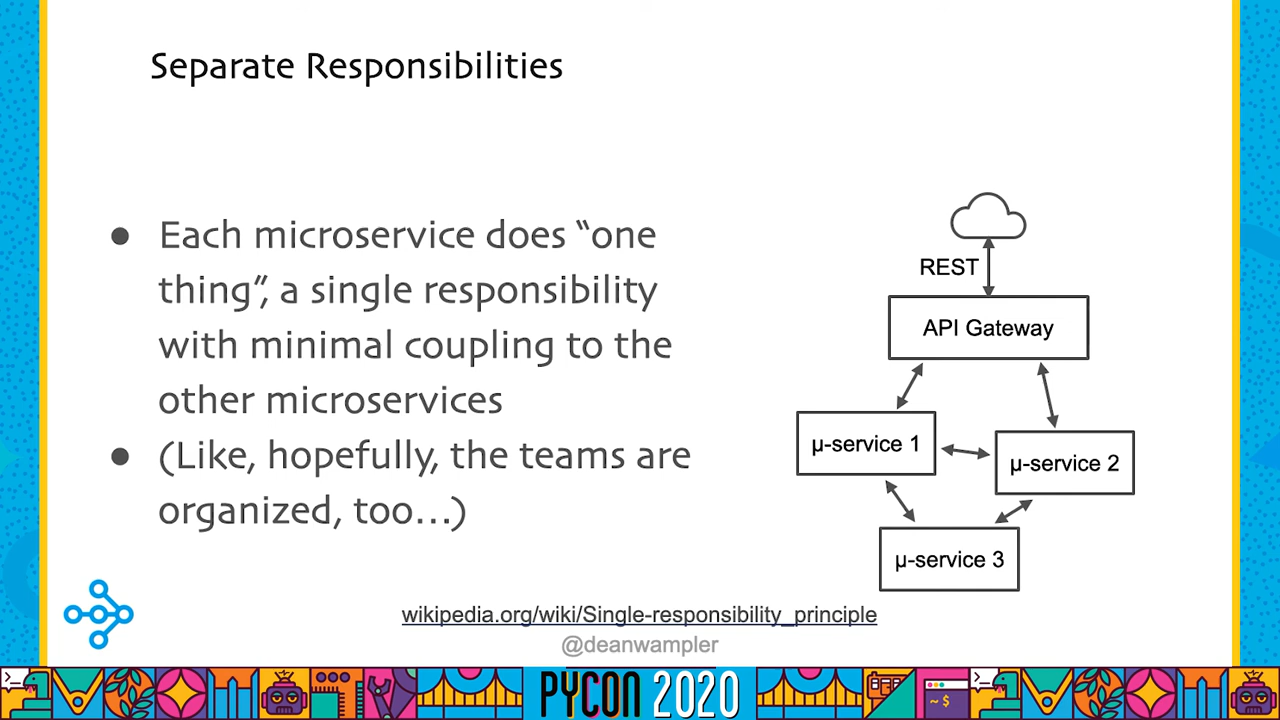 Separate Responsibilities
● Each microservice does “one
thing”, a single responsibility
with minimal coupling to the
other microservices
● (Like, hopefully, the teams are
organized, too…)
REST
API Gateway
µ-service 1
µ-service 2
µ-service 3
wikipedia.org/wiki/Single-responsibility_principle
@deanwampler
PYCON 2020
~$